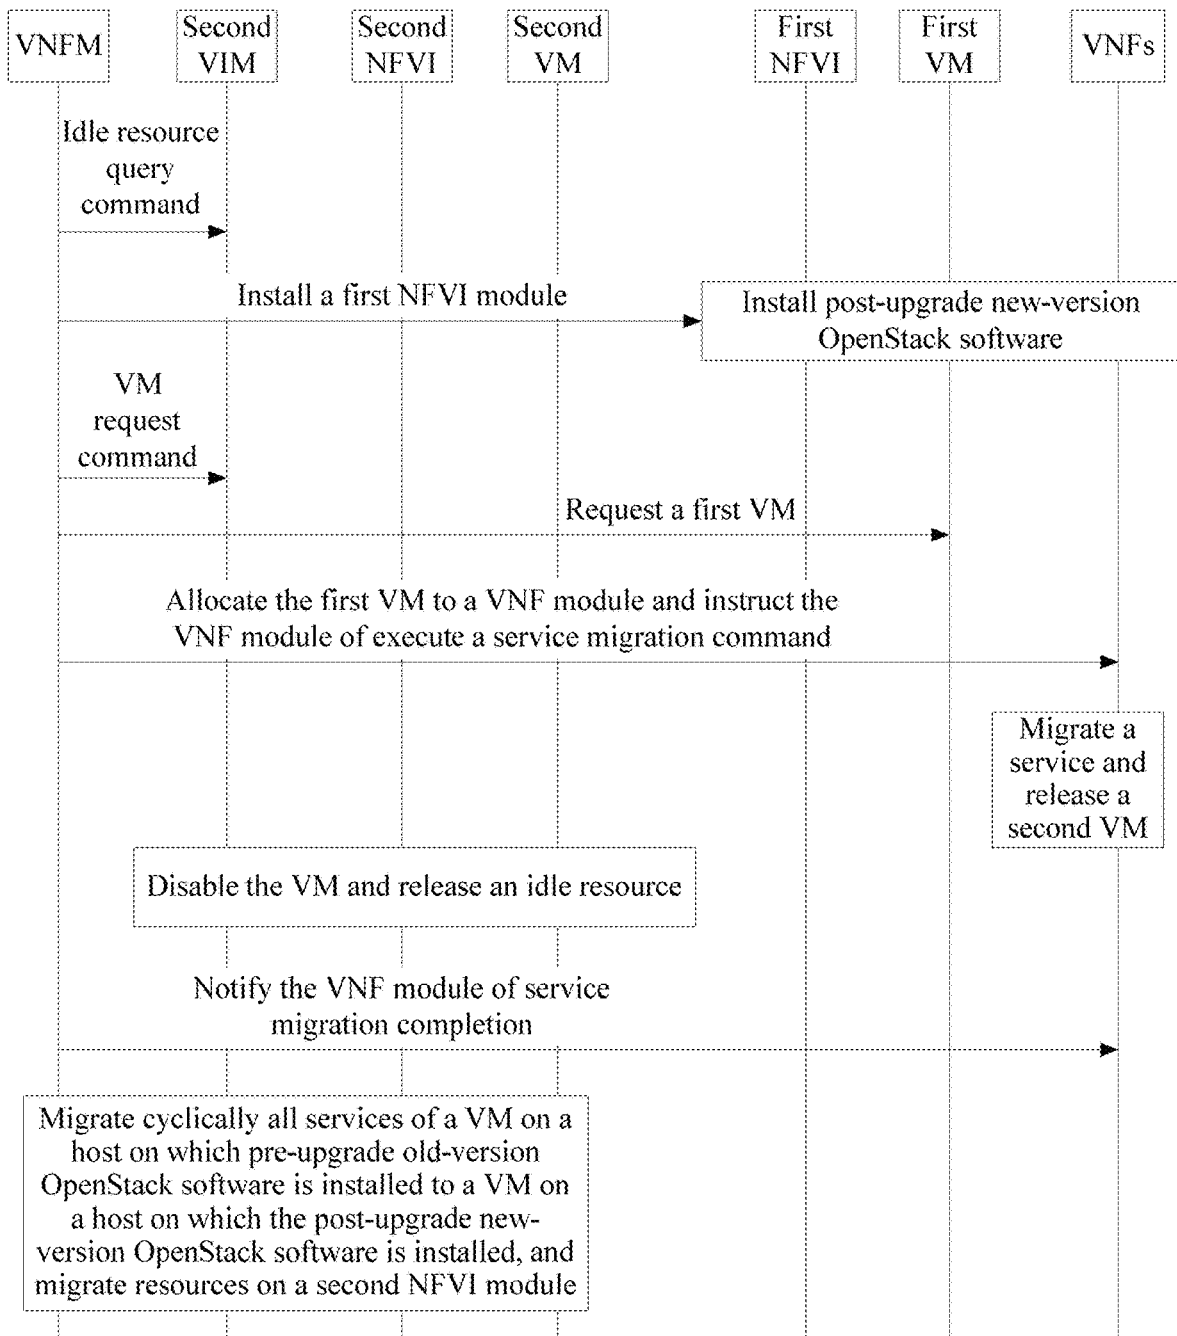 VNFM
Second
VIM
Second
NFVI
Second
VM
First
NFVI
First
VM
VNFs
Idle resource
query
command
Install a first NFVI module
Install post-upgrade new-version
OpenStack software
VM
request
command
Request a first VM
Allocate the first VM to a VNF module and instruct the
VNF module of execute a service migration command
Migrate a
service and
release a
second VM
Disable the VM and release an idle resource
Notify the VNF module of service
migration completion
Migrate cyclically all services of a VM on a
host on which pre-upgrade old-version
OpenStack software is installed to a VM on
a host on which the post-upgrade new-
version OpenStack software is installed, and
migrate resources on a second NFVI module